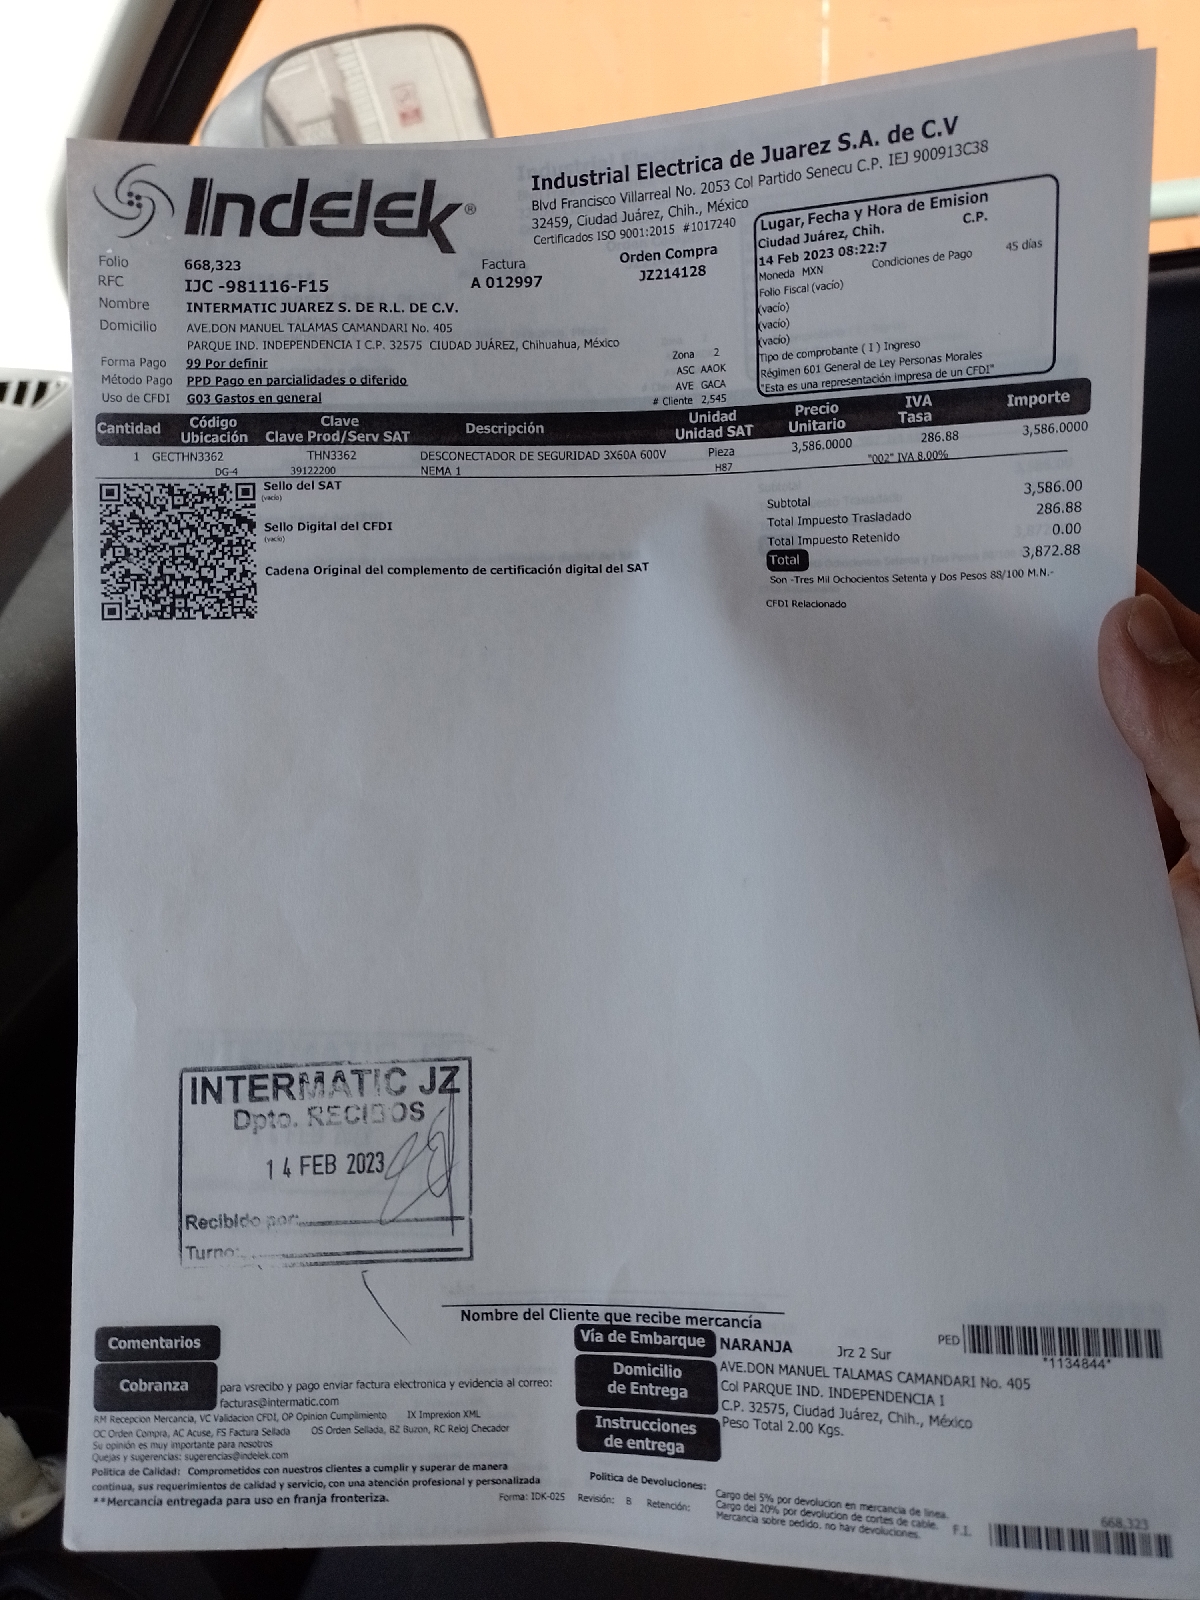 Indelek®
Industrial Electrica de Juarez S.A. de C.V
Blvd Francisco Villarreal No. 2053 Col Partido Senecu C.P. IEJ 900913C38
32459, Ciudad Juárez, Chih., México
Certificados ISO 9001:2015 #1017240
Lugar, Fecha y Hora de Emision
Ciudad Juárez, Chih. C.P.
14 Feb 2023 08:22:7
Moneda MXN Condiciones de Pago 45 días
Folio Fiscal (vacio)
(vacio)
(vacio)
(vacio)
Tipo de comprobante ( I ) Ingreso
Régimen 601 General de Ley Personas Morales
"Esta es una representación impresa de un CFDI"
Folio 668,323 Factura Orden Compra
RFC IJC -981116-F15 A 012997 JZ214128
Nombre INTERMATIC JUAREZ S. DE R.L. DE C.V.
Domicilio AVE.DON MANUEL TALAMAS CAMANDARI No. 405
PARQUE IND. INDEPENDENCIA I C.P. 32575 CIUDAD JUÁREZ, Chihuahua, México
Forma Pago 99 Por definir
Método Pago PPD Pago en parcialidades o diferido
Uso de CFDI G03 Gastos en general
Zona 2
ASC AAOK
AVE GACA
# Cliente 2,545
Cantidad Código Ubicación Clave Clave Prod/Serv SAT Descripción Unidad Unidad SAT Precio Unitario IVA Tasa Importe
1 GECTHN3362 THN3362 DESCONECTADOR DE SEGURIDAD 3X60A 600V Pieza 3,586.0000 286.88 3,586.0000
DG-4 39122200 NEMA 1 H87 "002" IVA 8.00%
Sello del SAT
(vacio)
Sello Digital del CFDI
(vacio)
Cadena Original del complemento de certificación digital del SAT
Subtotal 3,586.00
Total Impuesto Trasladado 286.88
Total Impuesto Retenido 0.00
Total 3,872.88
Son -Tres Mil Ochocientos Setenta y Dos Pesos 88/100 M.N.-
CFDI Relacionado
INTERMATIC JZ
Dpto. RECIBOS
14 FEB 2023
Recibido por:
Turno:
Nombre del Cliente que recibe mercancía
Comentarios
Cobranza para vsrecibo y pago enviar factura electronica y evidencia al correo:
facturas@intermatic.com
RM Recepcion Mercancia, VC Validacion CFDI, OP Opinion Cumplimiento IX Imprexion XML
OC Orden Compra, AC Acuse, FS Factura Sellada OS Orden Sellada, BZ Buzon, RC Reloj Checador
Su opinión es muy importante para nosotros
Quejas y sugerencias: sugerencias@indelek.com
Politica de Calidad: Comprometidos con nuestros clientes a cumplir y superar de manera
continua, sus requerimientos de calidad y servicio, con una atención profesional y personalizada
**Mercancia entregada para uso en franja fronteriza.
Forma: IDK-025 Revisión: B Retención:
Vía de Embarque NARANJA Jrz 2 Sur
PED *1134844*
Domicilio de Entrega AVE.DON MANUEL TALAMAS CAMANDARI No. 405
Col PARQUE IND. INDEPENDENCIA I
C.P. 32575, Ciudad Juárez, Chih., México
Instrucciones de entrega Peso Total 2.00 Kgs.
Politica de Devoluciones: Cargo del 5% por devolucion en mercancia de linea.
Cargo del 20% por devolucion de cortes de cable.
Mercancia sobre pedido, no hay devoluciones.
F.I. 668,323